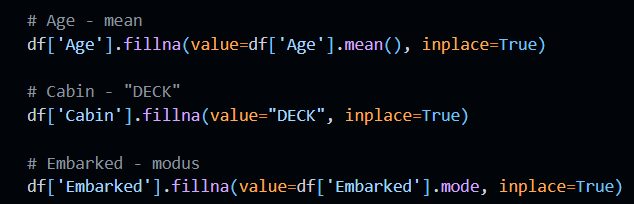 # Age - mean
df['Age'].fillna(value=df['Age'].mean(), inplace=True)
# Cabin - "DECK"
df['Cabin'].fillna(value="DECK", inplace=True)
# Embarked - modus
df['Embarked'].fillna(value=df['Embarked'].mode, inplace=True)